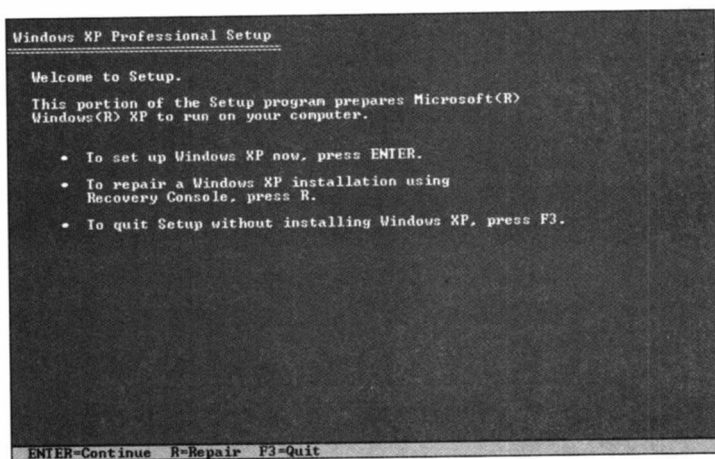 Windows XP Professional Setup
Welcome to Setup.
This portion of the Setup program prepares Microsoft(R)
Windows(R) XP to run on your computer.
• To set up Windows XP now, press ENTER.
• To repair a Windows XP installation using
Recovery Console, press R.
• To quit Setup without installing Windows XP, press F3.
ENTER=Continue R=Repair F3=Quit